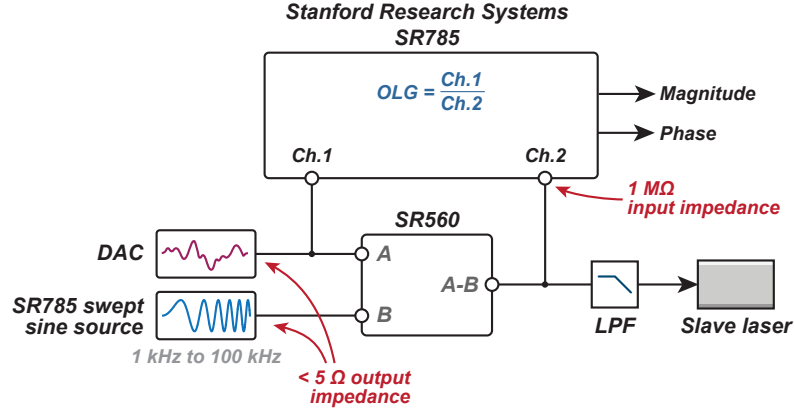 Stanford Research Systems
SR785
OLG = Ch.1
Ch.2
Magnitude
Phase
Ch.1
Ch.2
1 MΩ
input impedance
SR560
DAC
A
A-B
SR785 swept
sine source
B
1 kHz to 100 kHz
LPF
Slave laser
< 5 Ω output
impedance